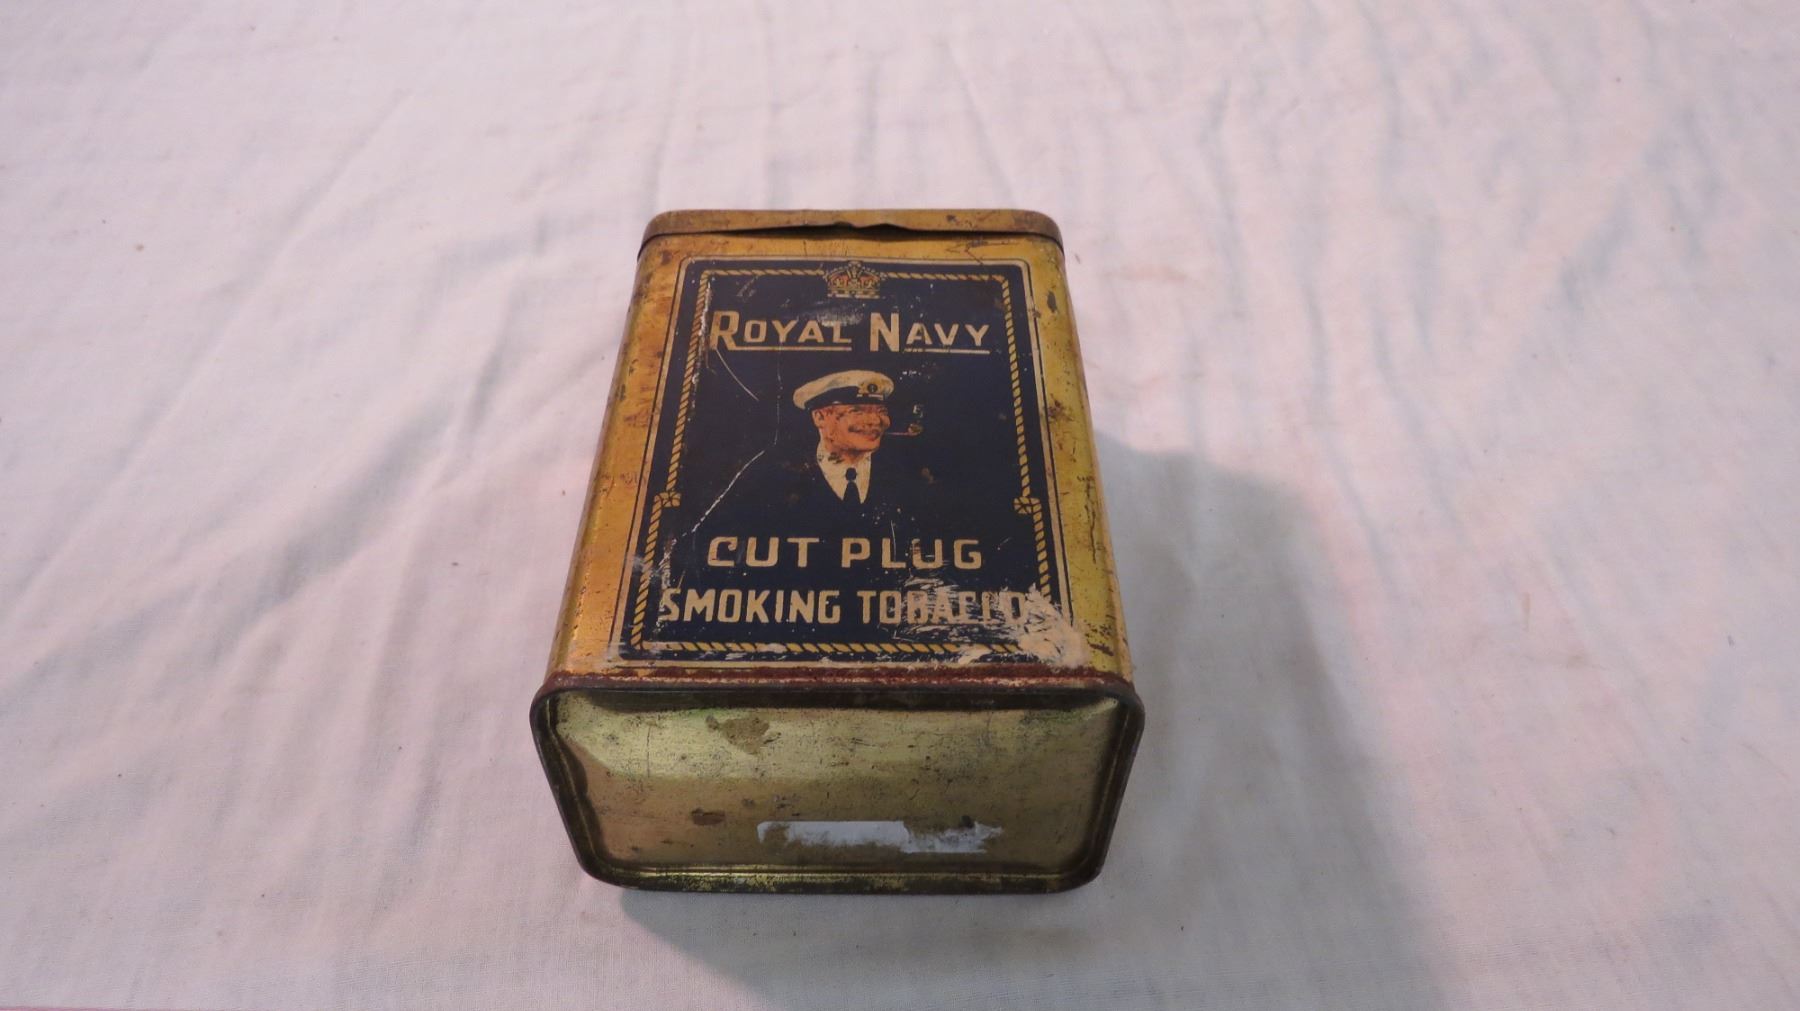 ROYAL NAVY
CUT PLUG
SMOKING TOBACCO